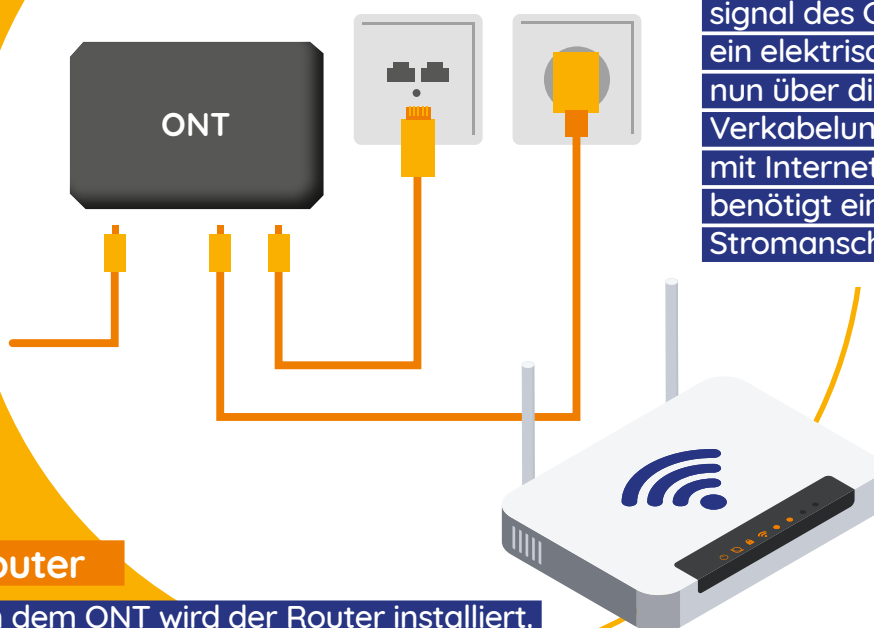 ONT
signal des
ein elektrisc
nun über di
Verkabelun
mit Internet
benötigt ein
Stromansch
outer
dem ONT wird der Router installiert.